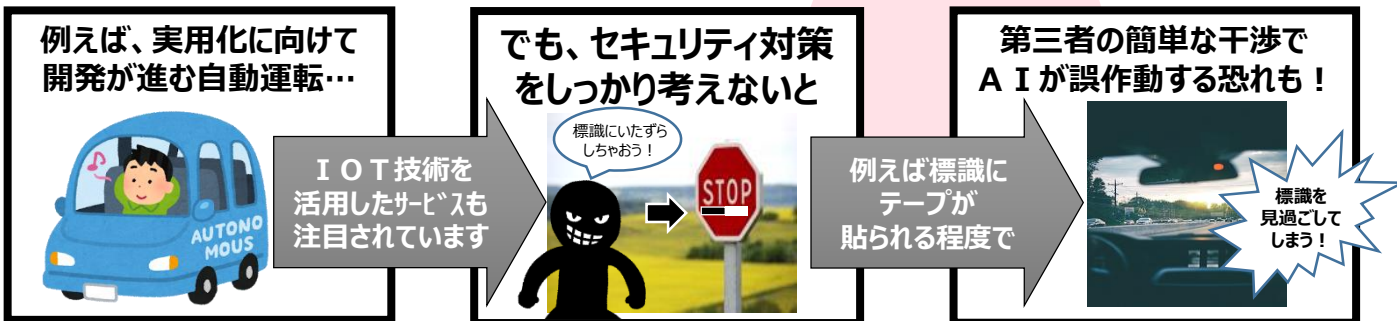 例えば、実用化に向けて
開発が進む自動運転…
AUTONO
MOUS
ＩＯＴ技術を
活用したｻｰﾋﾞｽも
注目されています
でも、セキュリティ対策
をしっかり考えないと
標識にいたずら
しちゃおう！
STOP
例えば標識に
テープが
貼られる程度で
第三者の簡単な干渉で
ＡＩが誤作動する恐れも！
標識を
見過ごして
しまう！